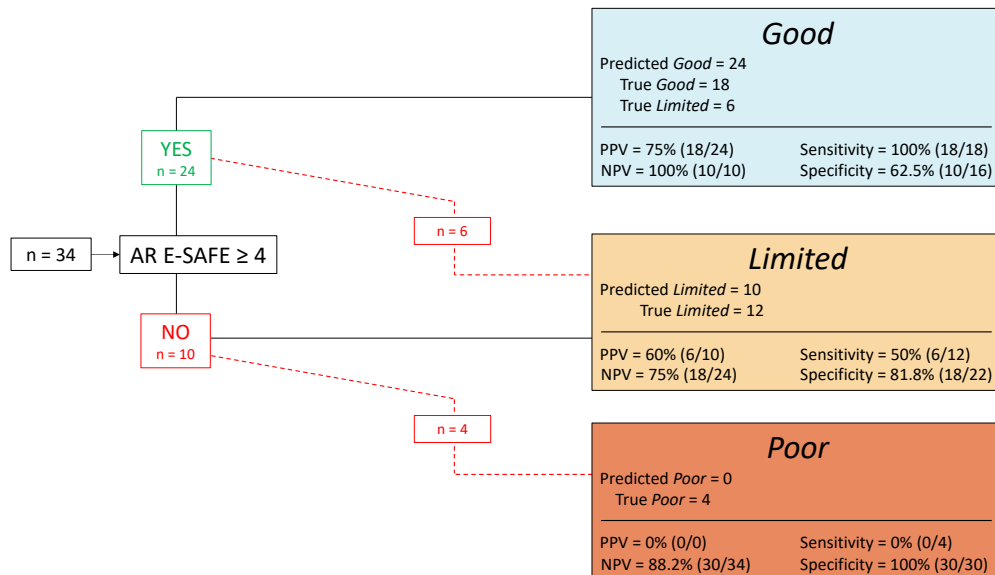 n = 34
AR E-SAFE ≥ 4
YES
n = 24
NO
n = 10
n = 6
n = 4
Good
Predicted Good = 24
True Good = 18
True Limited = 6
PPV = 75% (18/24) Sensitivity = 100% (18/18)
NPV = 100% (10/10) Specificity = 62.5% (10/16)
Limited
Predicted Limited = 10
True Limited = 12
PPV = 60% (6/10) Sensitivity = 50% (6/12)
NPV = 75% (18/24) Specificity = 81.8% (18/22)
Poor
Predicted Poor = 0
True Poor = 4
PPV = 0% (0/0) Sensitivity = 0% (0/4)
NPV = 88.2% (30/34) Specificity = 100% (30/30)